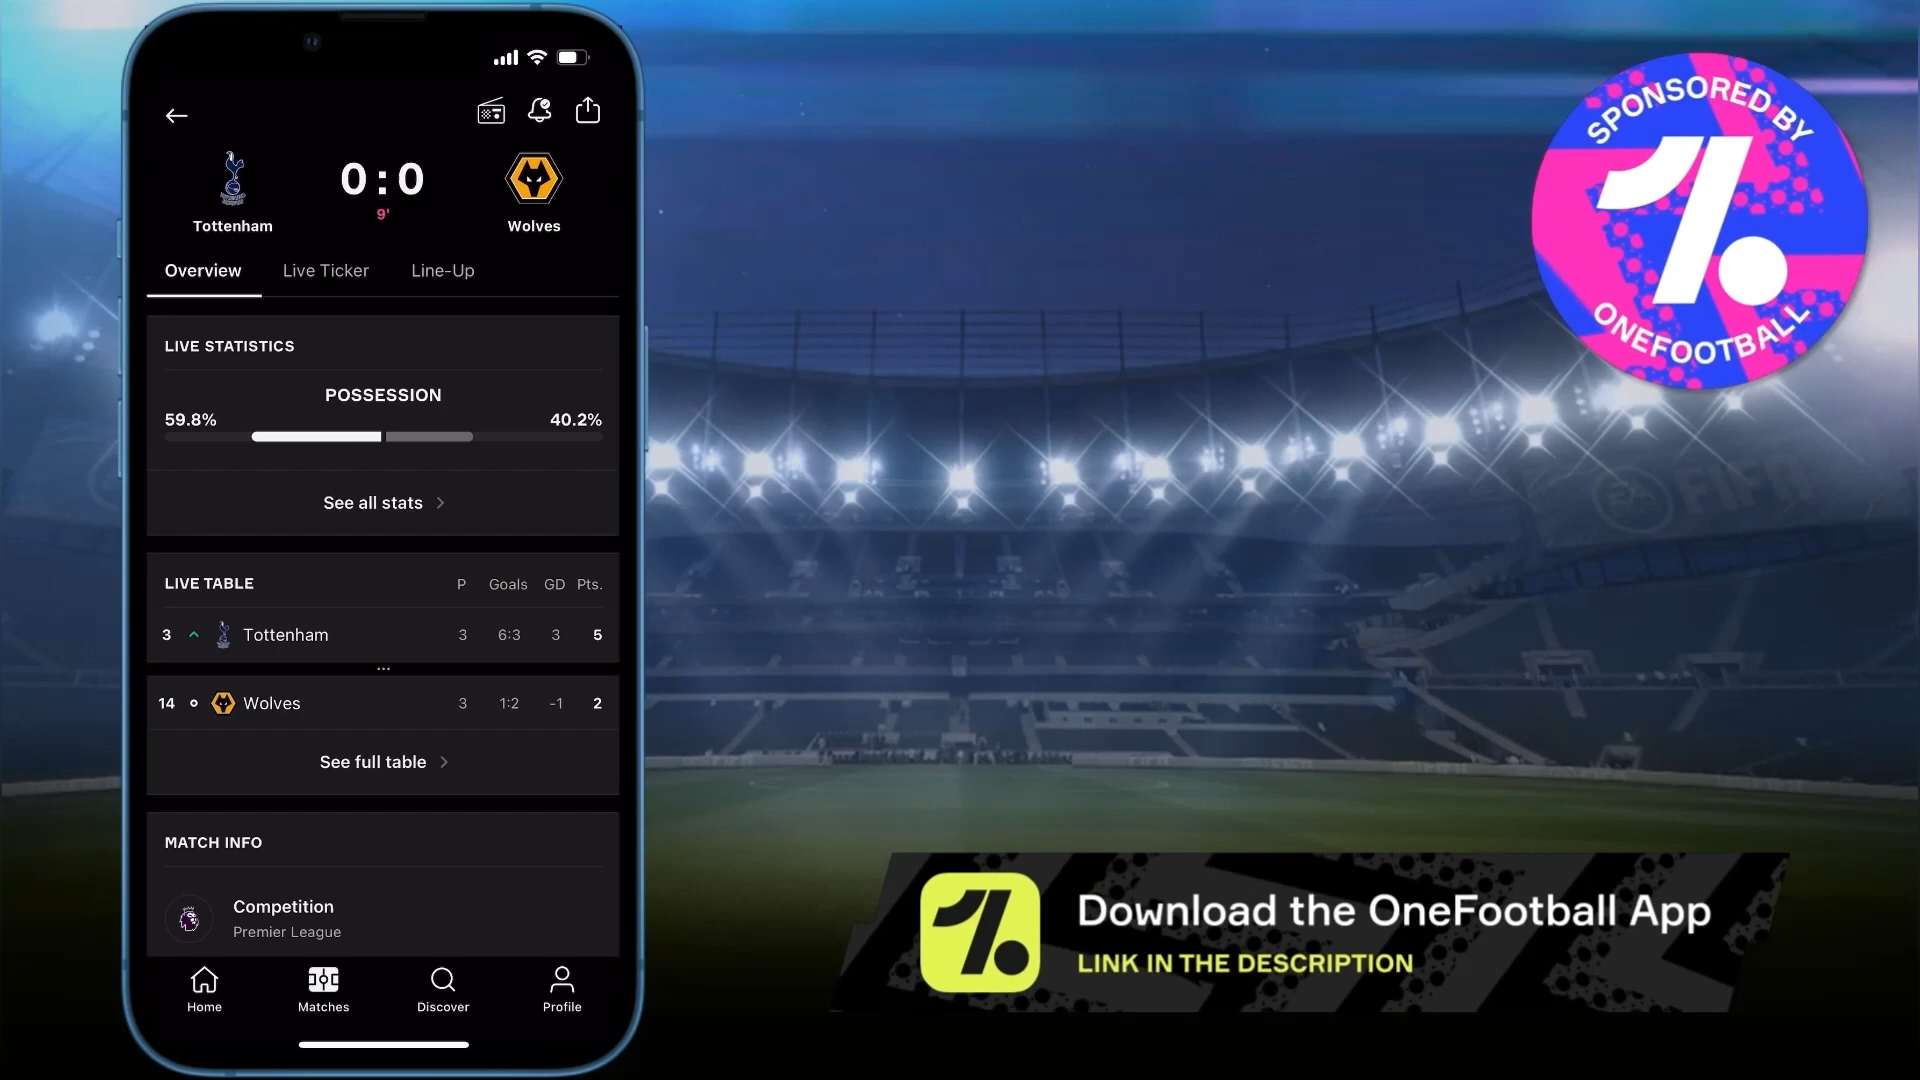 0:0
9'
Tottenham
Wolves
Overview
Live Ticker
Line-Up
LIVE STATISTICS
POSSESSION
59.8%
40.2%
See all stats
LIVE TABLE P Goals GD Pts.
3 Tottenham 3 6:3 3 5
...
14 Wolves 3 1:2 -1 2
See full table
MATCH INFO
Competition
Premier League
Home
Matches
Discover
Profile
SPONSORED BY
ONEFOOTBALL
EA FIFA
Download the OneFootball App
LINK IN THE DESCRIPTION